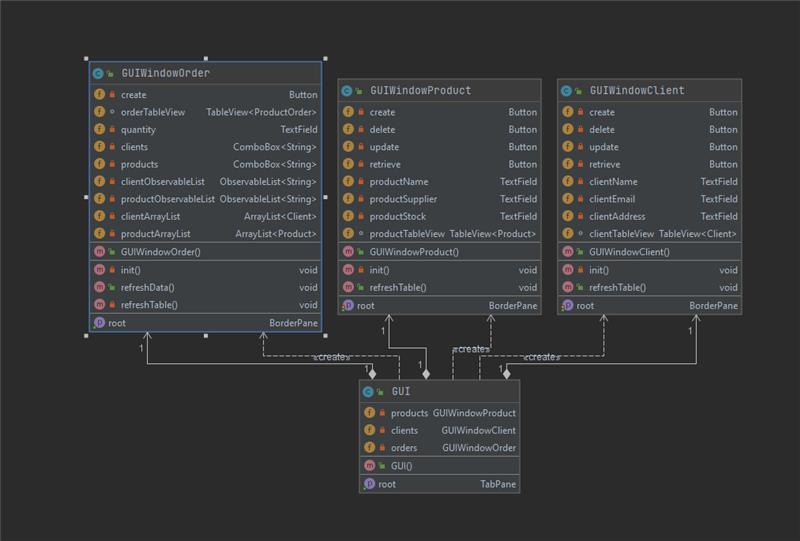 GUIWindowOrder
create Button
orderTableView TableView<ProductOrder>
quantity TextField
clients ComboBox<String>
products ComboBox<String>
clientObservableList ObservableList<String>
productObservableList ObservableList<String>
clientArrayList ArrayList<Client>
productArrayList ArrayList<Product>
GUIWindowOrder()
init() void
refreshData() void
refreshTable() void
root BorderPane
GUIWindowProduct
create Button
delete Button
update Button
retrieve Button
productName TextField
productSupplier TextField
productStock TextField
productTableView TableView<Product>
GUIWindowProduct()
init() void
refreshTable() void
root BorderPane
GUIWindowClient
create Button
delete Button
update Button
retrieve Button
clientName TextField
clientEmail TextField
clientAddress TextField
clientTableView TableView<Client>
GUIWindowClient()
init() void
refreshTable() void
root BorderPane
1 1 1
«create» «create» «create»
1 1 1
GUI
products GUIWindowProduct
clients GUIWindowClient
orders GUIWindowOrder
GUI()
root TabPane